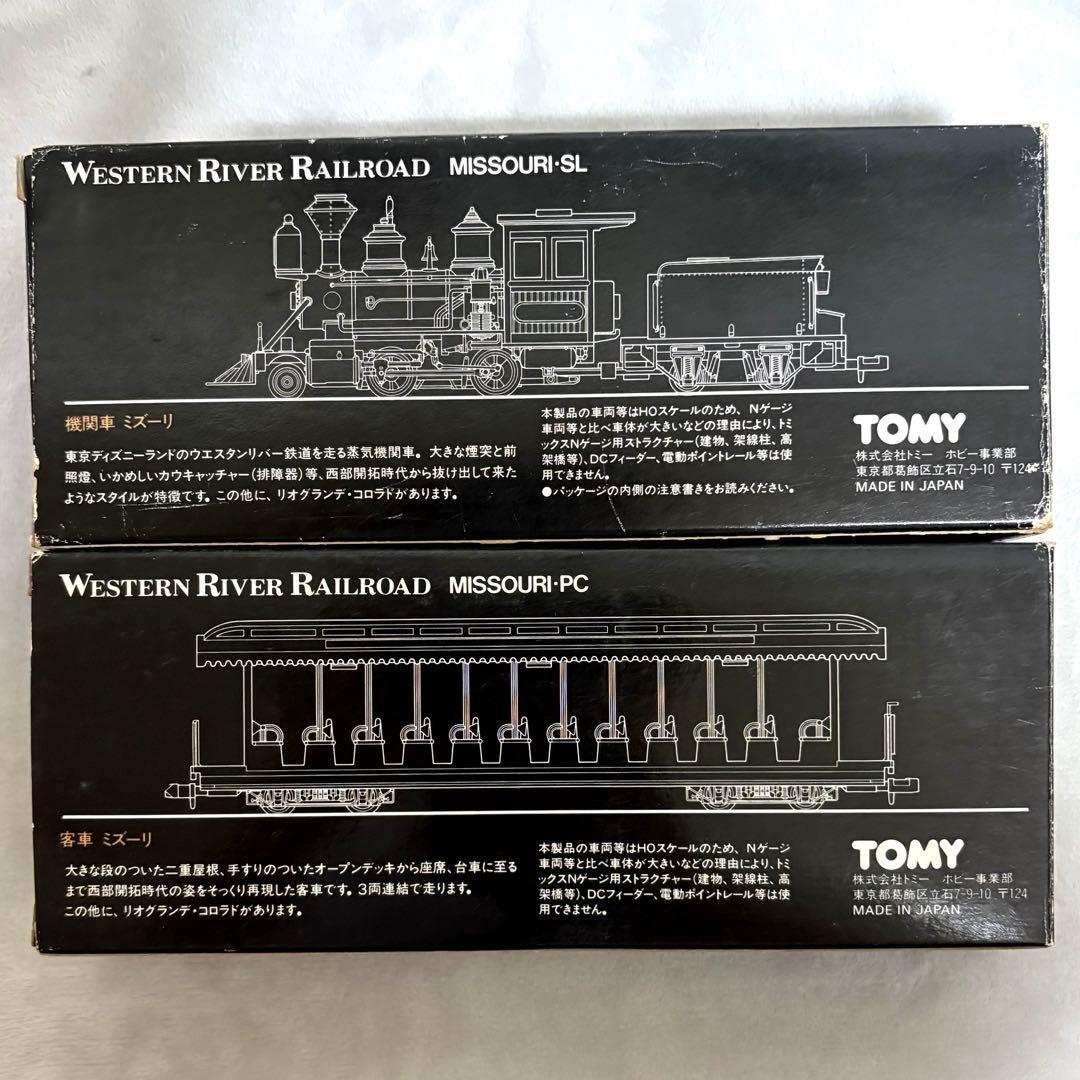 WESTERN RIVER RAILROAD MISSOURI・SL
機関車 ミズーリ
東京ディズニーランドのウエスタンリバー鉄道を走る蒸気機関車。大きな煙突と前
照燈、いかめしいカウキャッチャー(排障器)等、西部開拓時代から抜け出して来た
ようなスタイルが特徴です。この他に、リオグランデ・コロラドがあります。
本製品の車両等はHOスケールのため、Nゲージ
車両等と比べ車体が大きいなどの理由により、トミ
ックスNゲージ用ストラクチャー(建物、架線柱、高
架橋等)、DCフィーダー、電動ポイントレール等は使
用できません。
●パッケージの内側の注意書きをお読みください。
TOMY
株式会社トミー ホビー事業部
東京都葛飾区立石7-9-10 〒124
MADE IN JAPAN
WESTERN RIVER RAILROAD MISSOURI・PC
客車 ミズーリ
大きな段のついた二重屋根、手すりのついたオープンデッキから座席、台車に至る
まで西部開拓時代の姿をそっくり再現した客車です。3両連結で走ります。
この他に、リオグランデ・コロラドがあります。
本製品の車両等はHOスケールのため、Nゲージ
車両等と比べ車体が大きいなどの理由により、トミ
ックスNゲージ用ストラクチャー(建物、架線柱、高
架橋等)、DCフィーダー、電動ポイントレール等は使
用できません。
TOMY
株式会社トミー ホビー事業部
東京都葛飾区立石7-9-10 〒124
MADE IN JAPAN